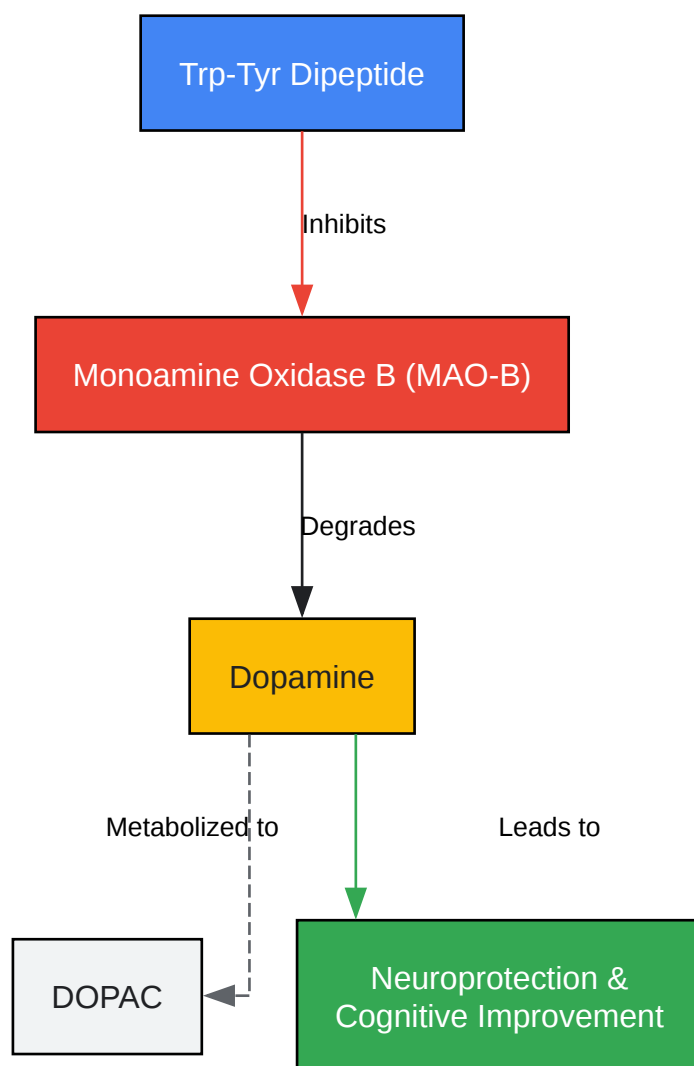 Trp-Tyr Dipeptide
Inhibits
Monoamine Oxidase B (MAO-B)
Degrades
Dopamine
Metabolized to
Leads to
DOPAC
Neuroprotection &
Cognitive Improvement